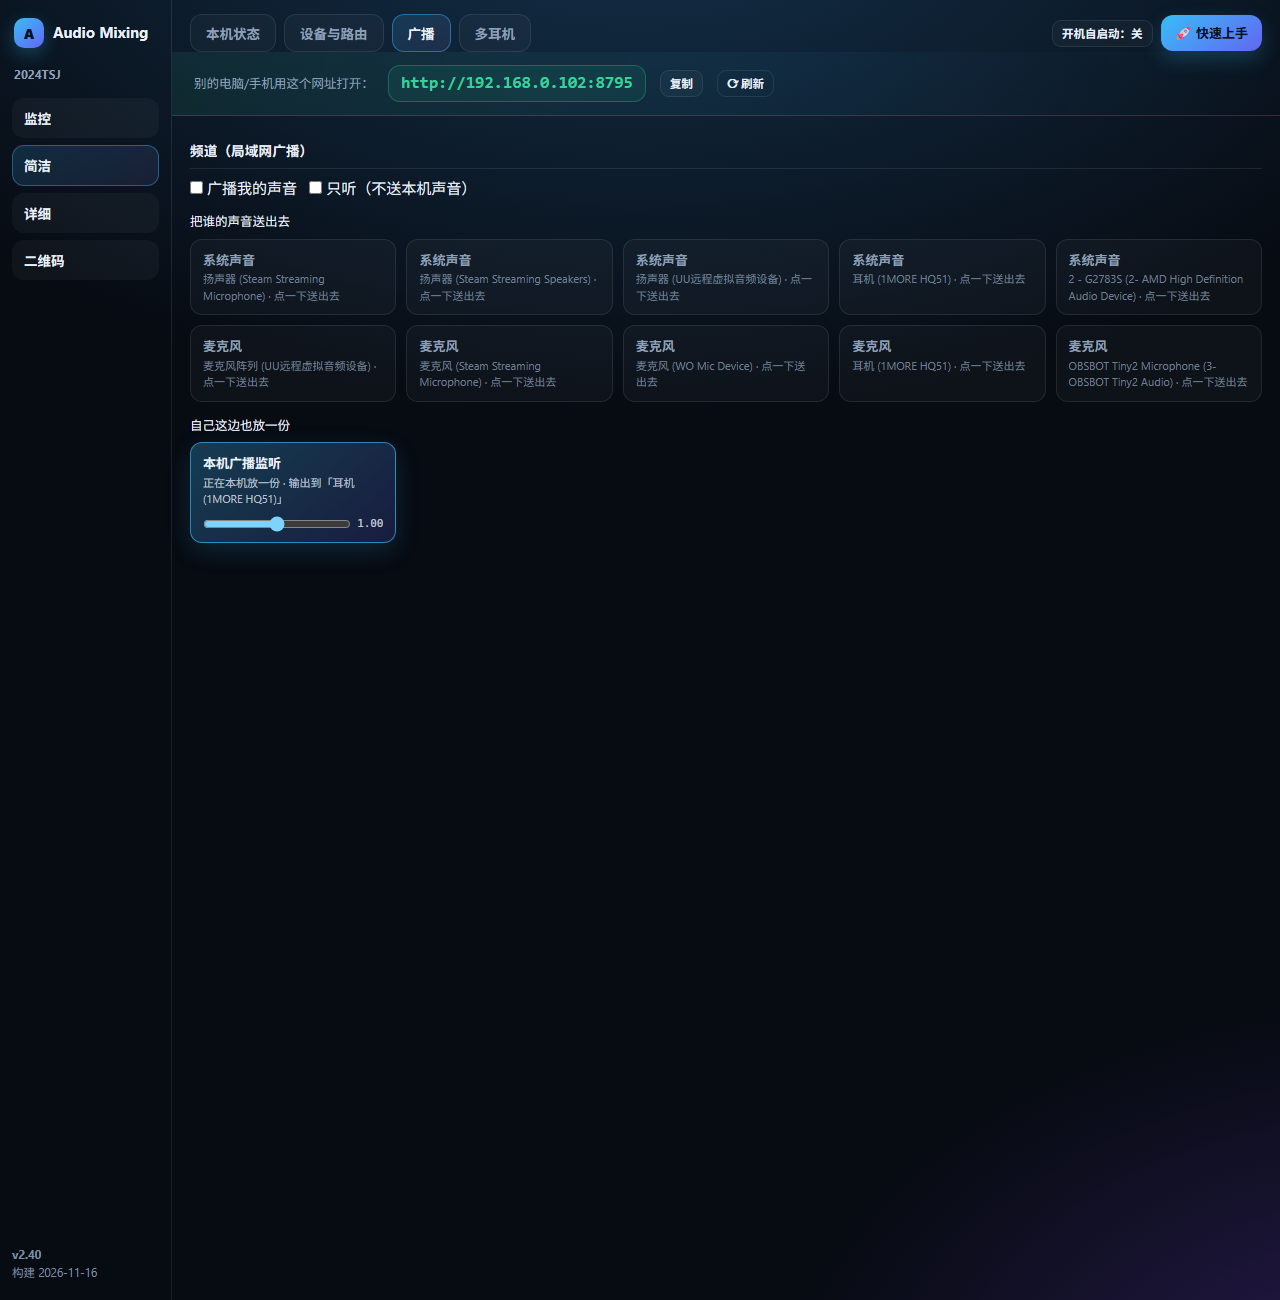 A Audio Mixing
2024TSJ
监控
简洁
详细
二维码
v2.40
构建 2026-11-16
本机状态 设备与路由 广播 多耳机 开机自启动：关 🚀 快速上手
别的电脑/手机用这个网址打开： http://192.168.0.102:8795 复制 ⟳ 刷新
频道（局域网广播）
广播我的声音 只听（不送本机声音）
把谁的声音送出去
系统声音
扬声器 (Steam Streaming
Microphone) · 点一下送出去
系统声音
扬声器 (Steam Streaming Speakers) ·
点一下送出去
系统声音
扬声器 (UU远程虚拟音频设备) · 点一
下送出去
系统声音
耳机 (1MORE HQ51) · 点一下送出去
系统声音
2 - G2783S (2- AMD High Definition
Audio Device) · 点一下送出去
麦克风
麦克风阵列 (UU远程虚拟音频设备) ·
点一下送出去
麦克风
麦克风 (Steam Streaming
Microphone) · 点一下送出去
麦克风
麦克风 (WO Mic Device) · 点一下送
出去
麦克风
耳机 (1MORE HQ51) · 点一下送出去
麦克风
OBSBOT Tiny2 Microphone (3-
OBSBOT Tiny2 Audio) · 点一下送出去
自己这边也放一份
本机广播监听
正在本机放一份 · 输出到「耳机
(1MORE HQ51)」
1.00